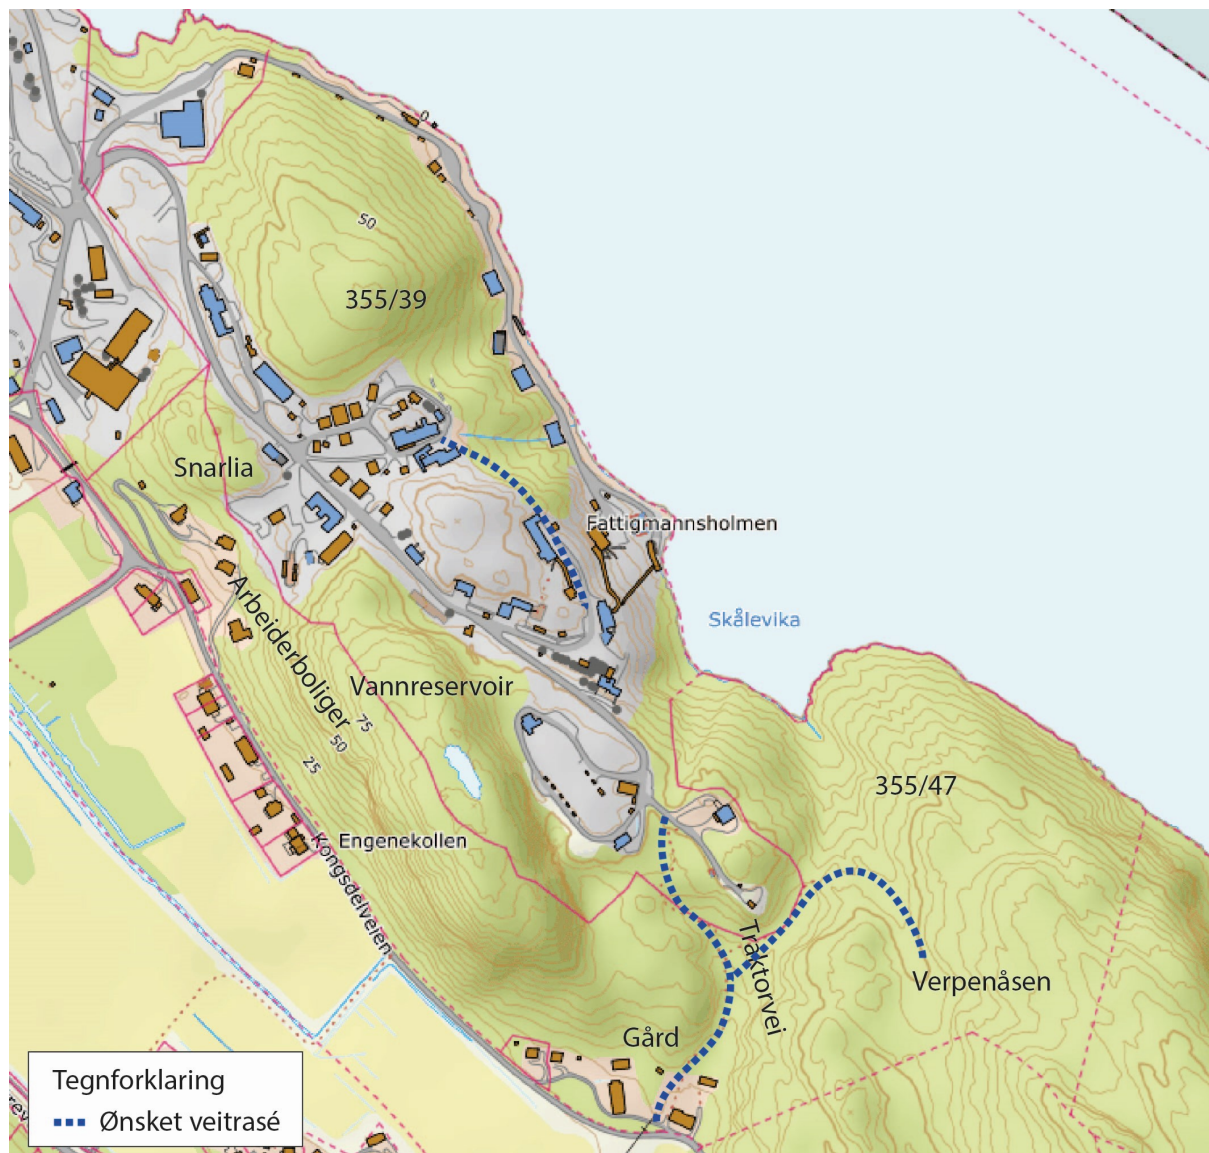 0
50
355/39
Snarlia
Fattigmannsholmen
Skålevika
Arbeiderboliger
Vannreservoir
75
50
25
355/47
Engenekollen
Kongsdelveien
Traktorvei
Verpenåsen
Gård
Tegnforklaring
Ønsket veitrasé